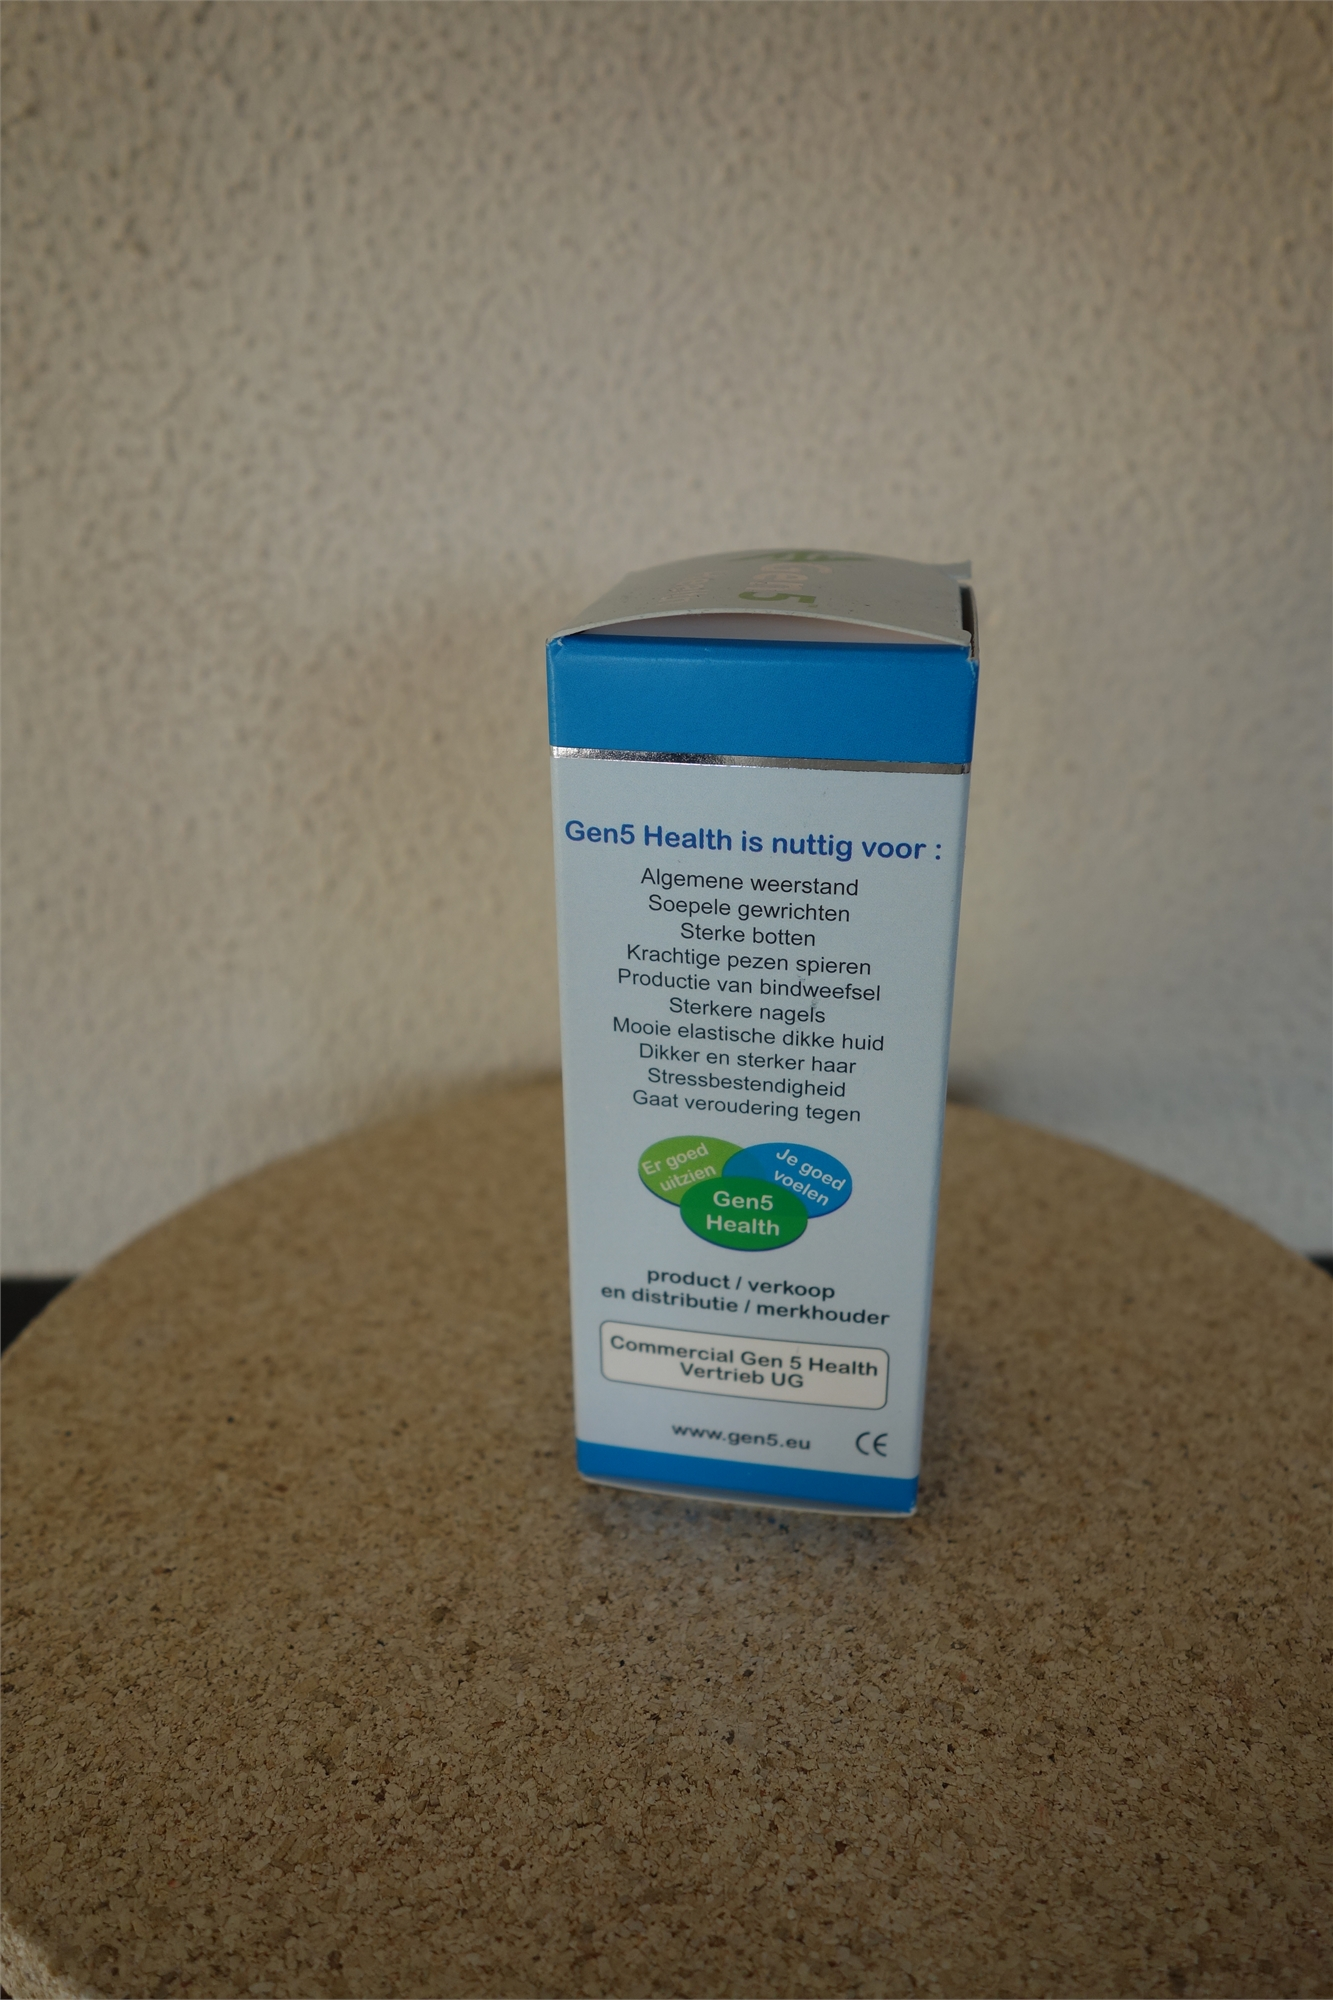 Gen5
Gen5 Health is nuttig voor :
Algemene weerstand
Soepele gewrichten
Sterke botten
Krachtige pezen spieren
Productie van bindweefsel
Sterkere nagels
Mooie elastische dikke huid
Dikker en sterker haar
Stressbestendigheid
Gaat veroudering tegen
Er goed
uitzien
Je goed
voelen
Gen5
Health
product / verkoop
en distributie / merkhouder
Commercial Gen 5 Health
Vertrieb UG
www.gen5.eu
CE